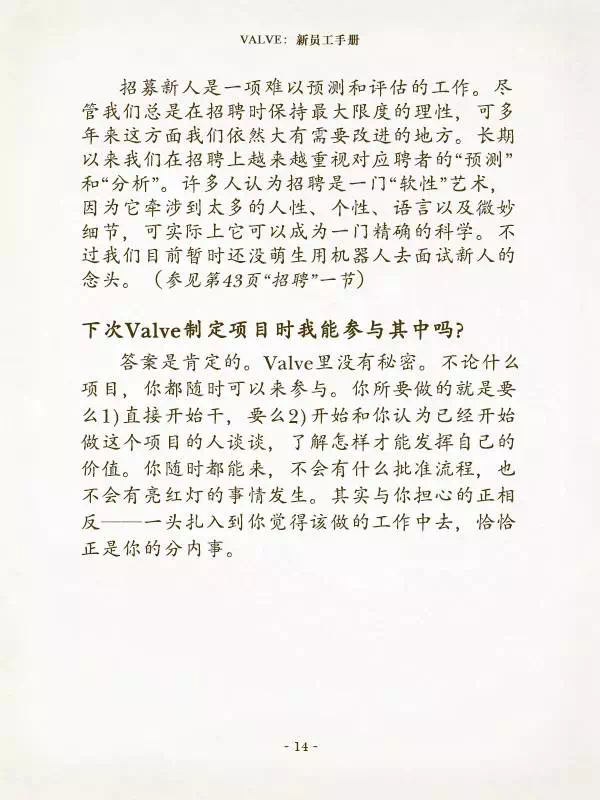 VALVE：新员工手册
招募新人是一项难以预测和评估的工作。尽
管我们总是在招聘时保持最大限度的理性，可多
年来这方面我们依然大有需要改进的地方。长期
以来我们在招聘上越来越重视对应聘者的“预测”
和“分析”。许多人认为招聘是一门“软性”艺术，
因为它牵涉到太多的人性、个性、语言以及微妙
细节，可实际上它可以成为一门精确的科学。不
过我们目前暂时还没萌生用机器人去面试新人的
念头。（参见第43页“招聘”一节）
下次Valve制定项目时我能参与其中吗?
答案是肯定的。Valve里没有秘密。不论什么
项目，你都随时可以来参与。你所要做的就是要
么1)直接开始干，要么2)开始和你认为已经开始
做这个项目的人谈谈，了解怎样才能发挥自己的
价值。你随时都能来，不会有什么批准流程，也
不会有亮红灯的事情发生。其实与你担心的正相
反——一头扎入到你觉得该做的工作中去，恰恰
正是你的分内事。
- 14 -